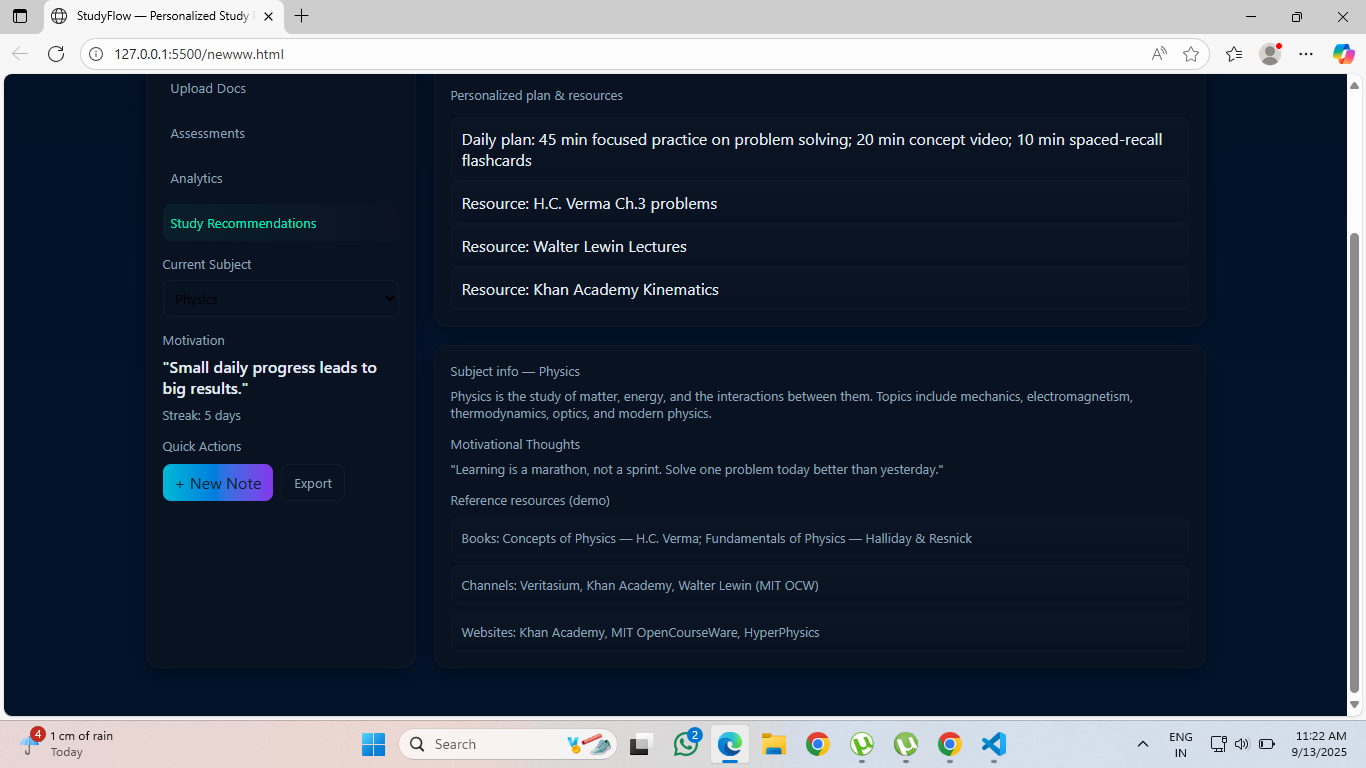 StudyFlow — Personalized Study
127.0.0.1:5500/newww.html
Upload Docs
Assessments
Analytics
Study Recommendations
Current Subject
Physics
Motivation
"Small daily progress leads to
big results."
Streak: 5 days
Quick Actions
+ New Note
Export
Personalized plan & resources
Daily plan: 45 min focused practice on problem solving; 20 min concept video; 10 min spaced-recall
flashcards
Resource: H.C. Verma Ch.3 problems
Resource: Walter Lewin Lectures
Resource: Khan Academy Kinematics
Subject info — Physics
Physics is the study of matter, energy, and the interactions between them. Topics include mechanics, electromagnetism,
thermodynamics, optics, and modern physics.
Motivational Thoughts
"Learning is a marathon, not a sprint. Solve one problem today better than yesterday."
Reference resources (demo)
Books: Concepts of Physics — H.C. Verma; Fundamentals of Physics — Halliday & Resnick
Channels: Veritasium, Khan Academy, Walter Lewin (MIT OCW)
Websites: Khan Academy, MIT OpenCourseWare, HyperPhysics
4
1 cm of rain
Today
Search
2
ENG
IN
11:22 AM
9/13/2025